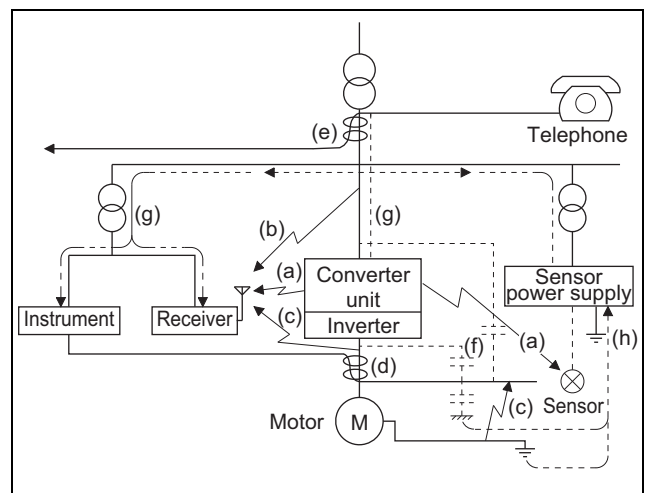 (e)
Telephone
(g)
(g)
(b)
(a)
Converter
unit
Inverter
Sensor
power supply
Instrument
Receiver
(c)
(f)
(a)
(h)
(d)
(c)
Sensor
Motor
M